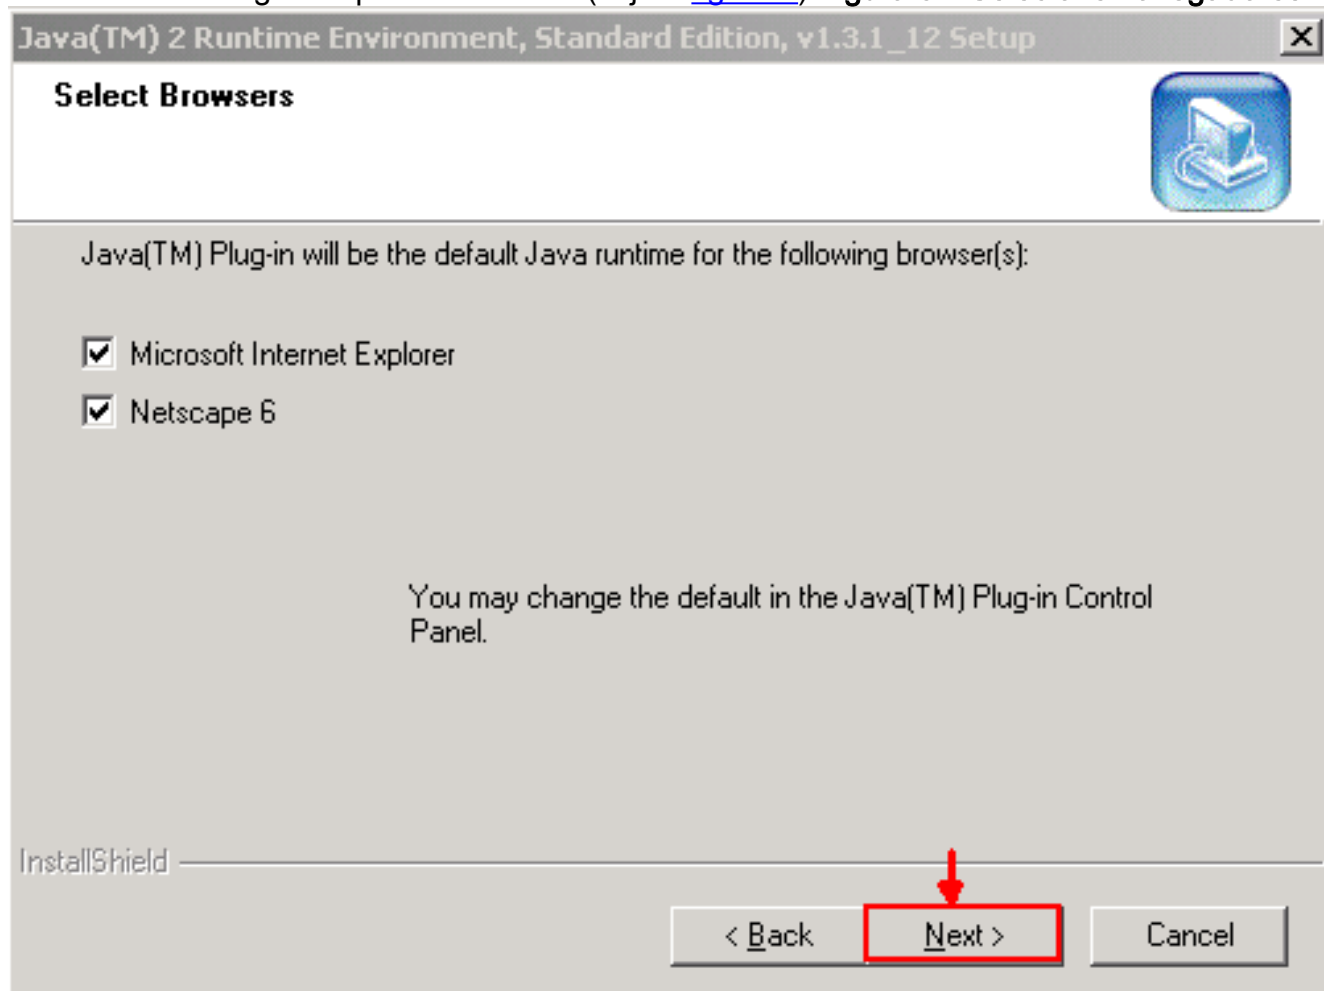 Java(TM) 2 Runtime Environment, Standard Edition, v1.3.1_12 Setup
Select Browsers
Java(TM) Plug-in will be the default Java runtime for the following browser(s):
Microsoft Internet Explorer
Netscape 6
You may change the default in the Java(TM) Plug-in Control
Panel.
InstallShield
< Back Next > Cancel